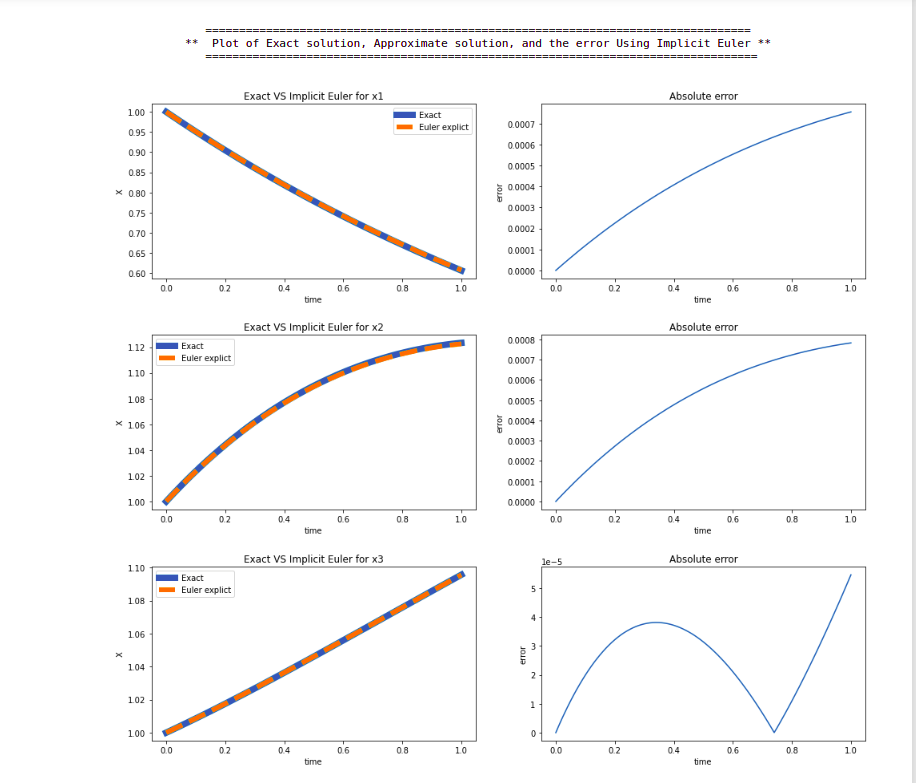 ===============================================================================
** Plot of Exact solution, Approximate solution, and the error Using Implicit Euler **
================================================================================
Exact VS Implicit Euler for x1
1.00
0.95
0.90
0.85
0.80
0.75
0.70
0.65
0.60
X
Exact
Euler explict
0.0 0.2 0.4 0.6 0.8 1.0
time
Absolute error
0.0007
0.0006
0.0005
0.0004
0.0003
0.0002
0.0001
0.0000
error
0.0 0.2 0.4 0.6 0.8 1.0
time
Exact VS Implicit Euler for x2
1.12
1.10
1.08
1.06
1.04
1.02
1.00
X
Exact
Euler explict
0.0 0.2 0.4 0.6 0.8 1.0
time
Absolute error
0.0008
0.0007
0.0006
0.0005
0.0004
0.0003
0.0002
0.0001
0.0000
error
0.0 0.2 0.4 0.6 0.8 1.0
time
Exact VS Implicit Euler for x3
1.10
1.08
1.06
1.04
1.02
1.00
X
Exact
Euler explict
0.0 0.2 0.4 0.6 0.8 1.0
time
Absolute error
1e−5
5
4
3
2
1
0
error
0.0 0.2 0.4 0.6 0.8 1.0
time